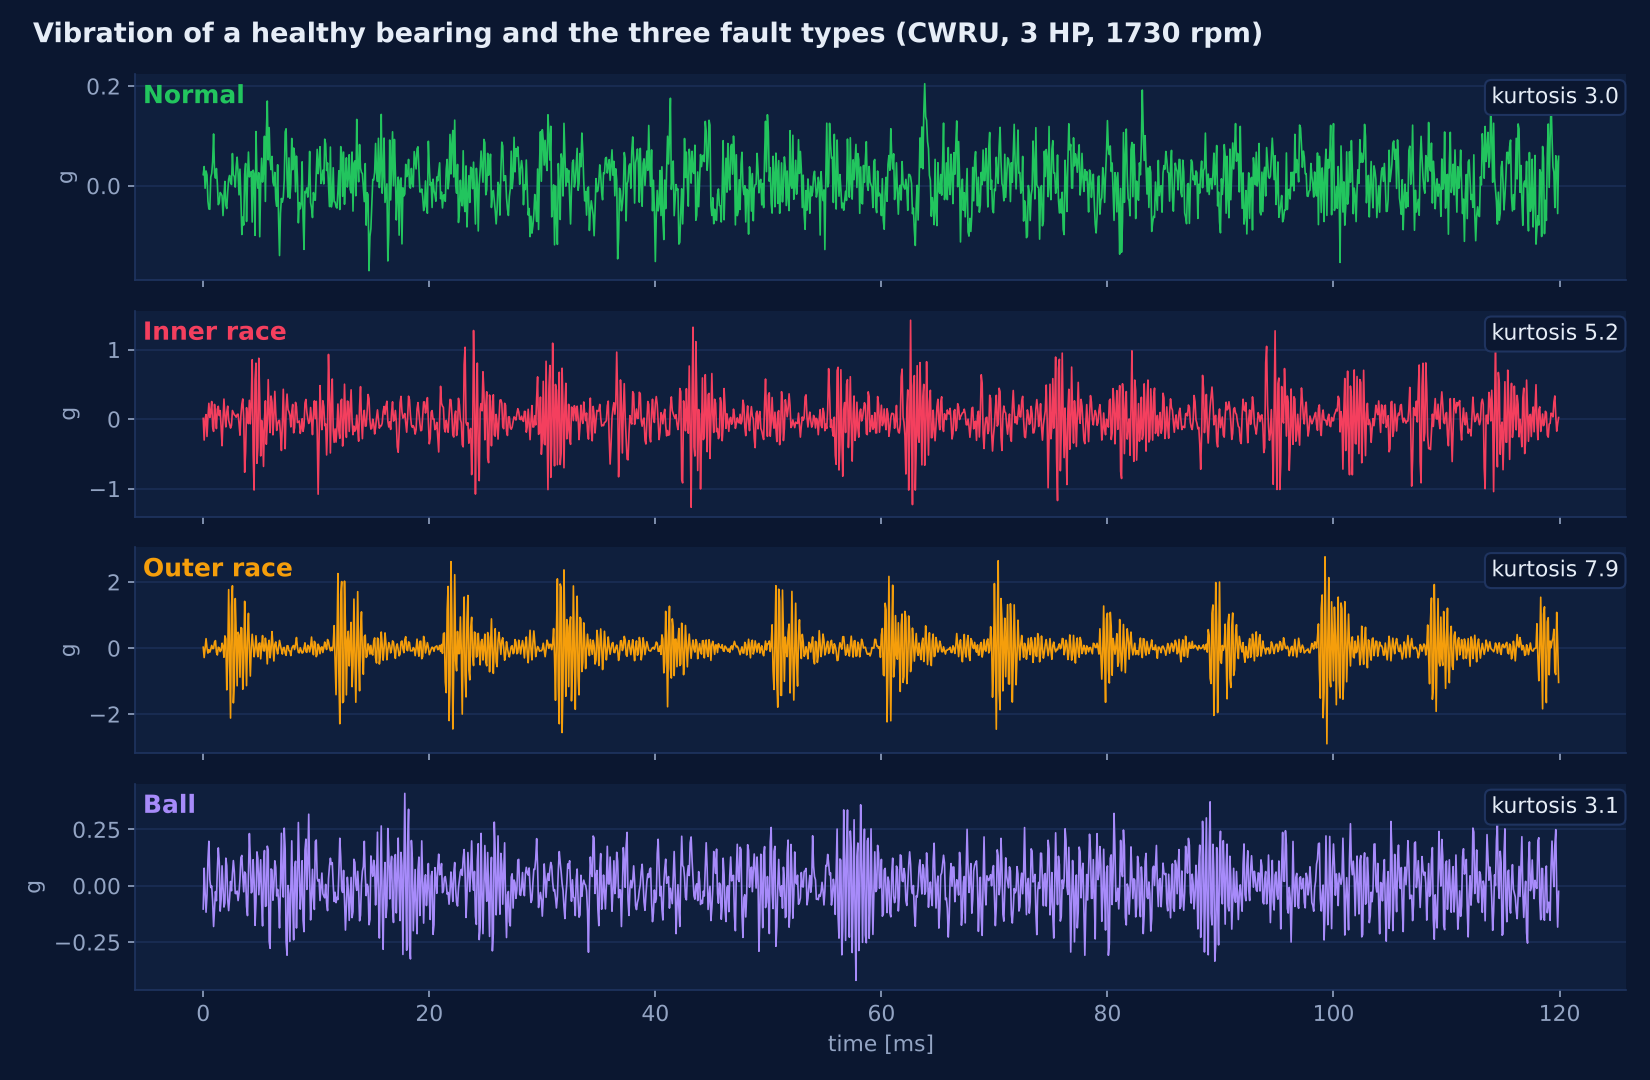 Vibration of a healthy bearing and the three fault types (CWRU, 3 HP, 1730 rpm)
Normal
kurtosis 3.0
0.2
0.0
g
Inner race
kurtosis 5.2
1
0
−1
g
Outer race
kurtosis 7.9
2
0
−2
g
Ball
kurtosis 3.1
0.25
0.00
−0.25
g
0 20 40 60 80 100 120
time [ms]